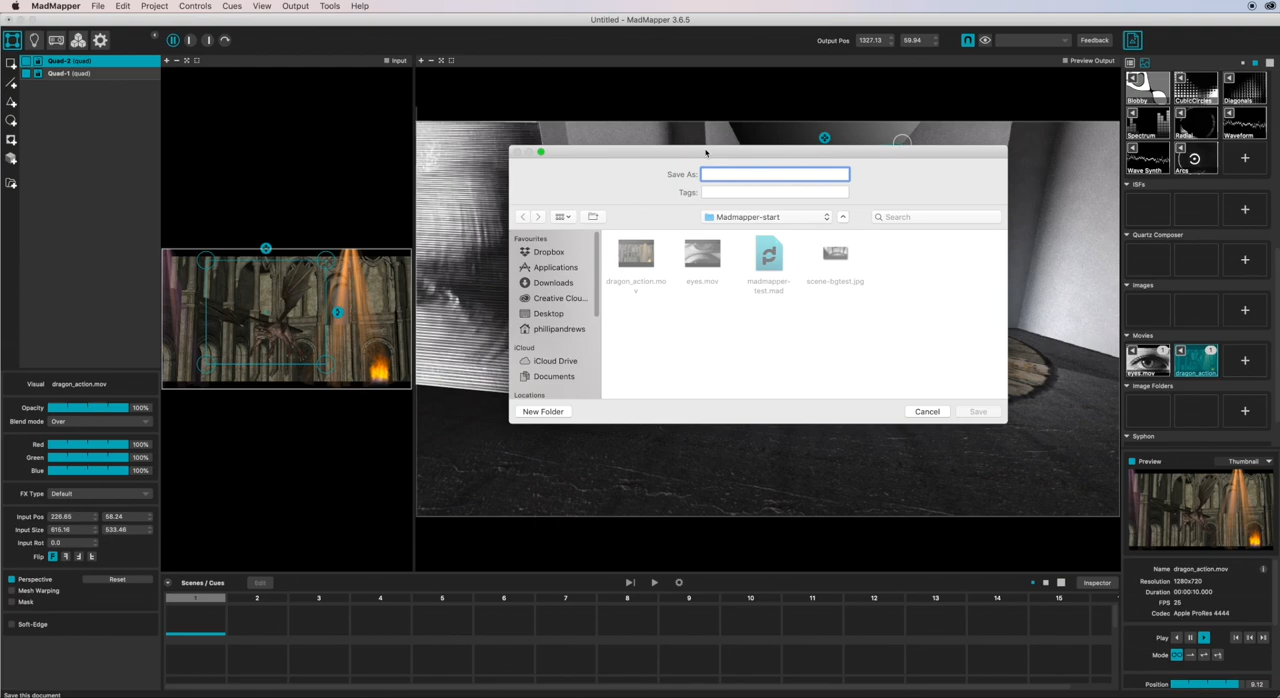 MadMapper File Edit Project Controls Cues View Output Tools Help
Untitled - MadMapper 3.6.5
Output Pos 1327.13 59.94 Feedback
Quad-2 (quad)
Quad-1 (quad)
Input
Preview Output
Save As:
Tags:
Madmapper-start
Search
Favourites
Dropbox
Applications
Downloads
Creative Clou...
Desktop
phillipandrews
iCloud
iCloud Drive
Documents
Locations
dragon_action.mo
v
eyes.mov
madmapper-
test.mad
scene-bgtest.jpg
New Folder Cancel Save
Blobby CubicCircles Diagonals
Spectrum Radial Waveform
Wave Synth Arcs
ISFs
Quartz Composer
Images
Movies
eyes.mov 1 dragon_action. 1
Image Folders
Syphon
Preview Thumbnail
Name dragon_action.mov
Resolution 1280x720
Duration 00:00:10.000
FPS 25
Codec Apple ProRes 4444
Play
Mode
Position 9.12
Visual dragon_action.mov
Opacity 100%
Blend mode Over
Red 100%
Green 100%
Blue 100%
FX Type Default
Input Pos 226.65 58.24
Input Size 615.16 533.46
Input Rot 0.0
Flip
Perspective Reset
Mesh Warping
Mask
Soft-Edge
Scenes / Cues Edit Inspector
1 2 3 4 5 6 7 8 9 10 11 12 13 14 15
Save this document